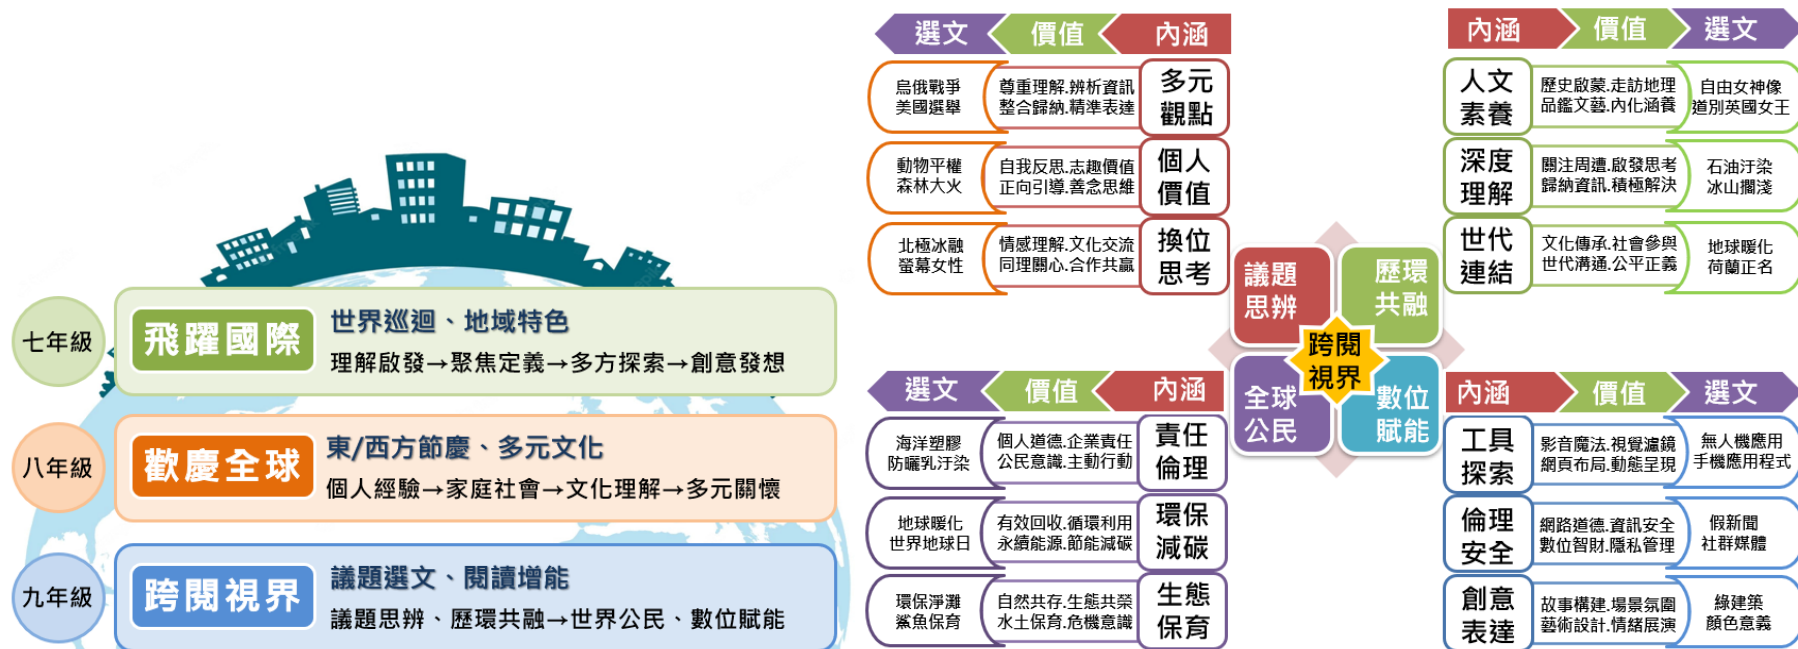 七年級
飛躍國際
世界巡迴、地域特色
理解啟發→聚焦定義→多方探索→創意發想
八年級
歡慶全球
東/西方節慶、多元文化
個人經驗→家庭社會→文化理解→多元關懷
九年級
跨閱視界
議題選文、閱讀增能
議題思辨、歷環共融→世界公民、數位賦能
選文
價值
內涵
烏俄戰爭
美國選舉
尊重理解.辨析資訊
整合歸納.精準表達
多元
觀點
動物平權
森林大火
自我反思.志趣價值
正向引導.善念思維
個人
價值
北極冰融
螢幕女性
情感理解.文化交流
同理關心.合作共贏
換位
思考
內涵
價值
選文
人文
素養
歷史啟蒙.走訪地理
品鑑文藝.內化涵養
自由女神像
道別英國女王
深度
理解
關注周遭.啟發思考
歸納資訊.積極解決
石油汙染
冰山擱淺
世代
連結
文化傳承.社會參與
世代溝通.公平正義
地球暖化
荷蘭正名
議題
思辨
歷環
共融
跨閱
視界
全球
公民
數位
賦能
選文
價值
內涵
海洋塑膠
防曬乳汙染
個人道德.企業責任
公民意識.主動行動
責任
倫理
地球暖化
世界地球日
有效回收.循環利用
永續能源.節能減碳
環保
減碳
環保淨灘
鯊魚保育
自然共存.生態共榮
水土保育.危機意識
生態
保育
內涵
價值
選文
工具
探索
影音魔法.視覺濾鏡
網頁布局.動態呈現
無人機應用
手機應用程式
倫理
安全
網路道德.資訊安全
數位智財.隱私管理
假新聞
社群媒體
創意
表達
故事構建.場景氛圍
藝術設計.情緒展演
綠建築
顏色意義